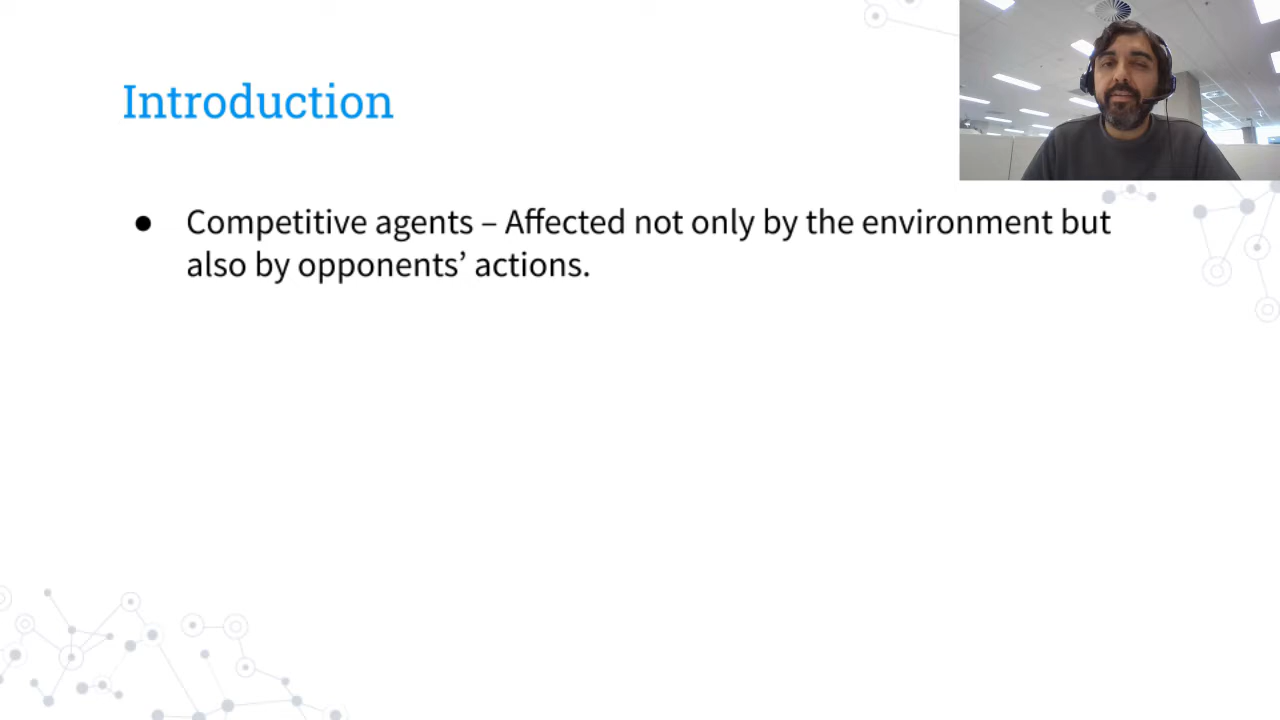 Introduction
● Competitive agents – Affected not only by the environment but
also by opponents’ actions.